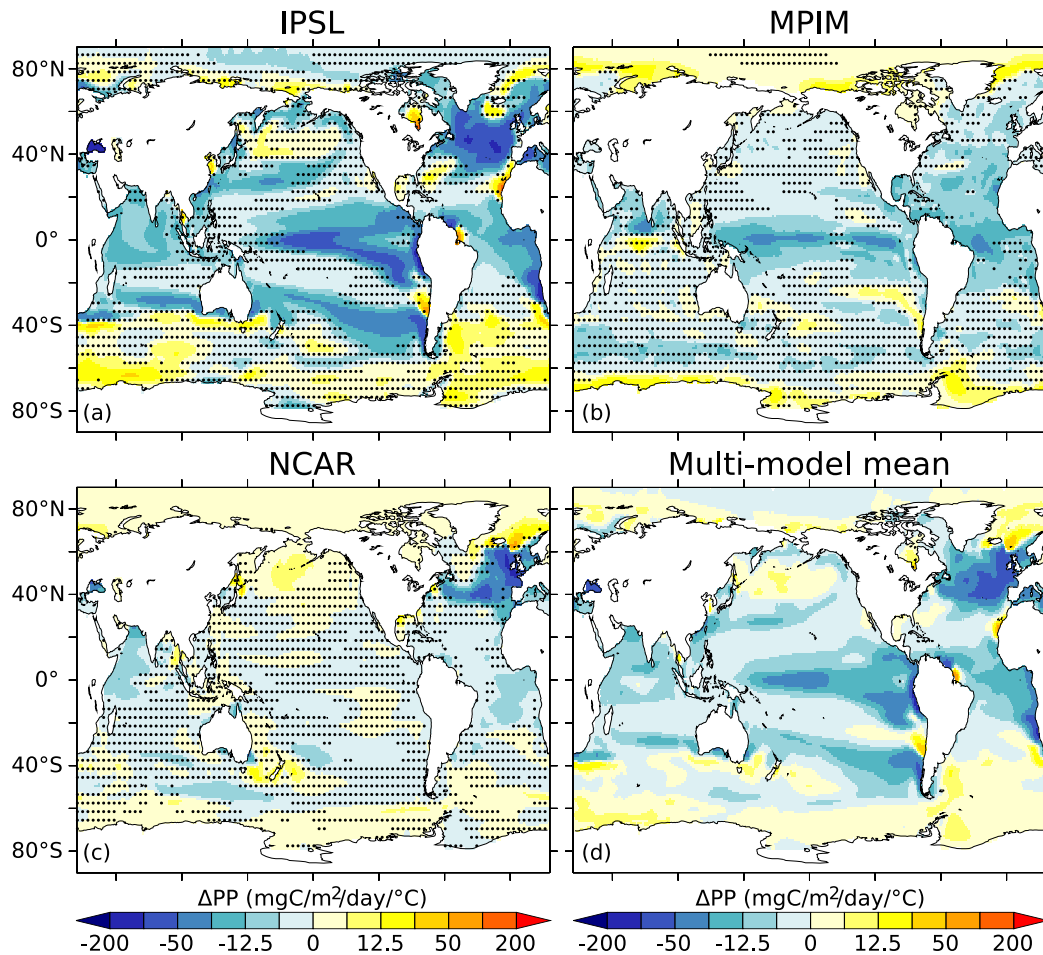 IPSL
MPIM
80°N
40°N
0°
40°S
80°S
(a)
(b)
NCAR
Multi-model mean
80°N
40°N
0°
40°S
80°S
(c)
(d)
ΔPP (mgC/m²/day/°C)
ΔPP (mgC/m²/day/°C)
-200 -50 -12.5 0 12.5 50 200
-200 -50 -12.5 0 12.5 50 200